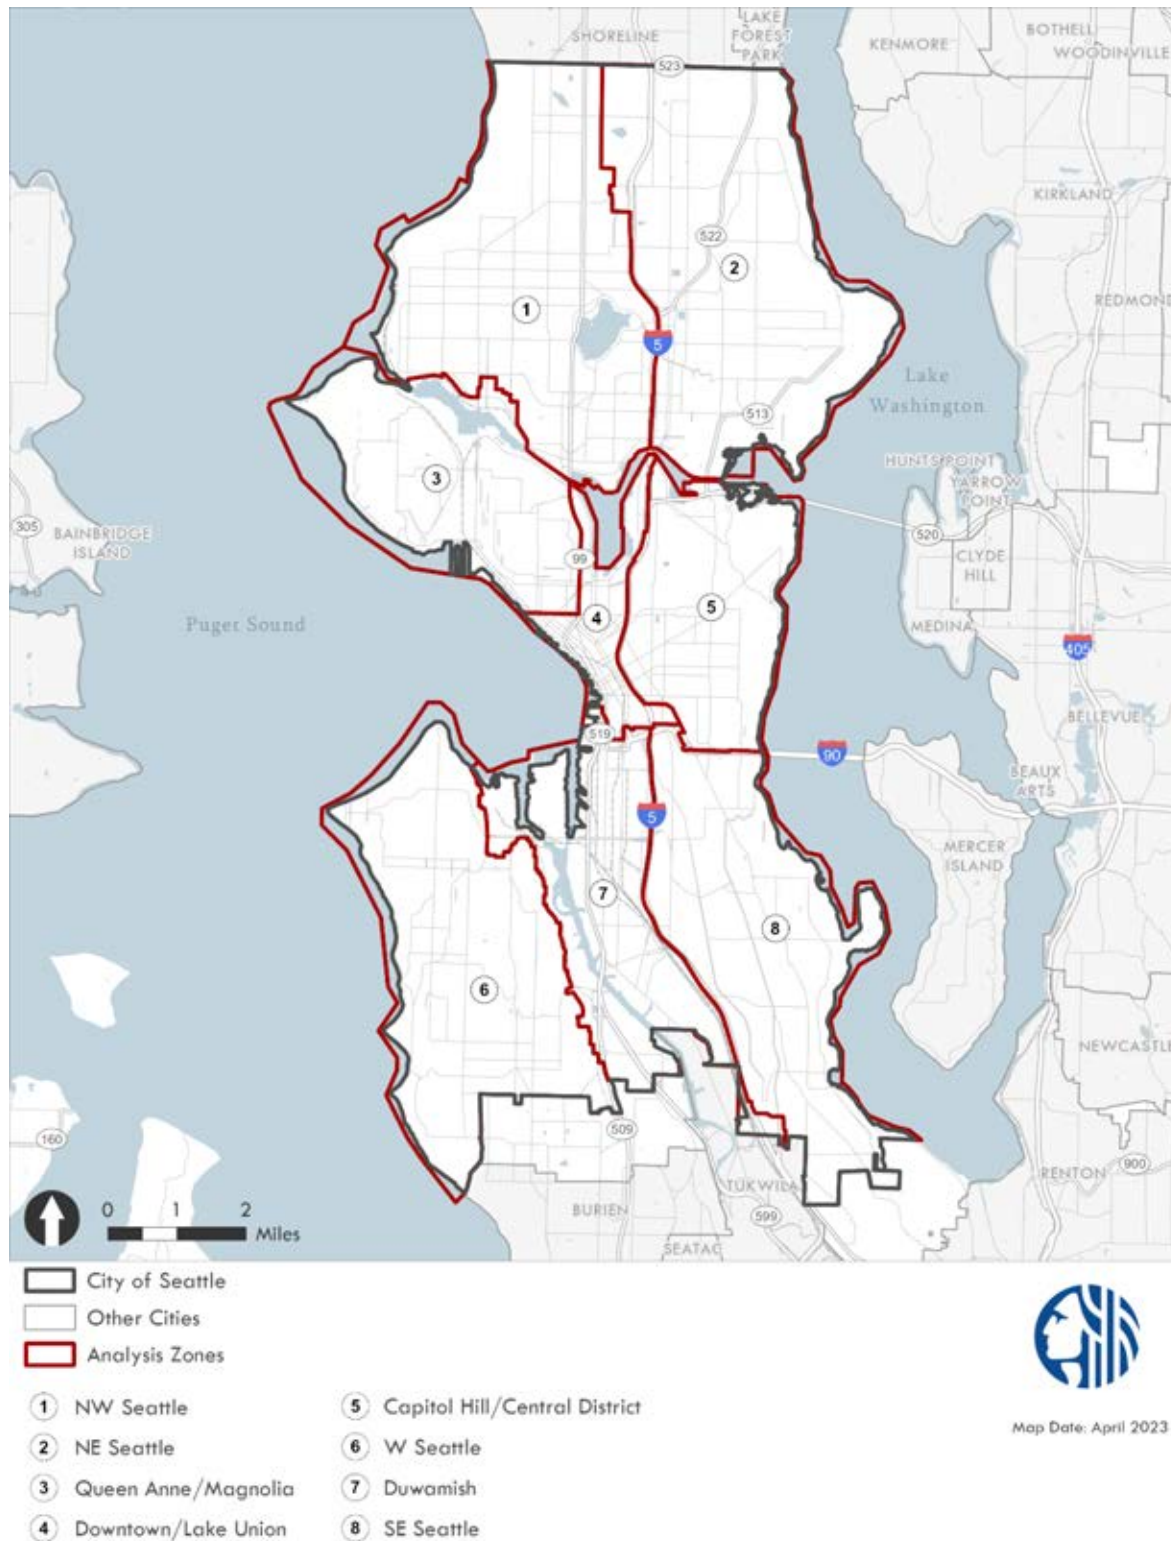 SHORELINE
LAKE
FOREST
PARK
KENMORE
BOTHELL
WOODINVILLE
523
KIRKLAND
522
2
1
REDMOND
5
Lake
Washington
513
HUNTS POINT
YARROW
POINT
3
305
BAINBRIDGE
ISLAND
520
99
CLYDE
HILL
5
4
Puget Sound
MEDINA
405
BELLEVUE
519
90
BEAUX
ARTS
5
MERCER
ISLAND
7
8
6
NEWCASTLE
160
509
RENTON
900
TUKWILA
BURIEN
599
SEATAC
0 1 2
Miles
City of Seattle
Other Cities
Analysis Zones
1 NW Seattle
2 NE Seattle
3 Queen Anne/Magnolia
4 Downtown/Lake Union
5 Capitol Hill/Central District
6 W Seattle
7 Duwamish
8 SE Seattle
Map Date: April 2023